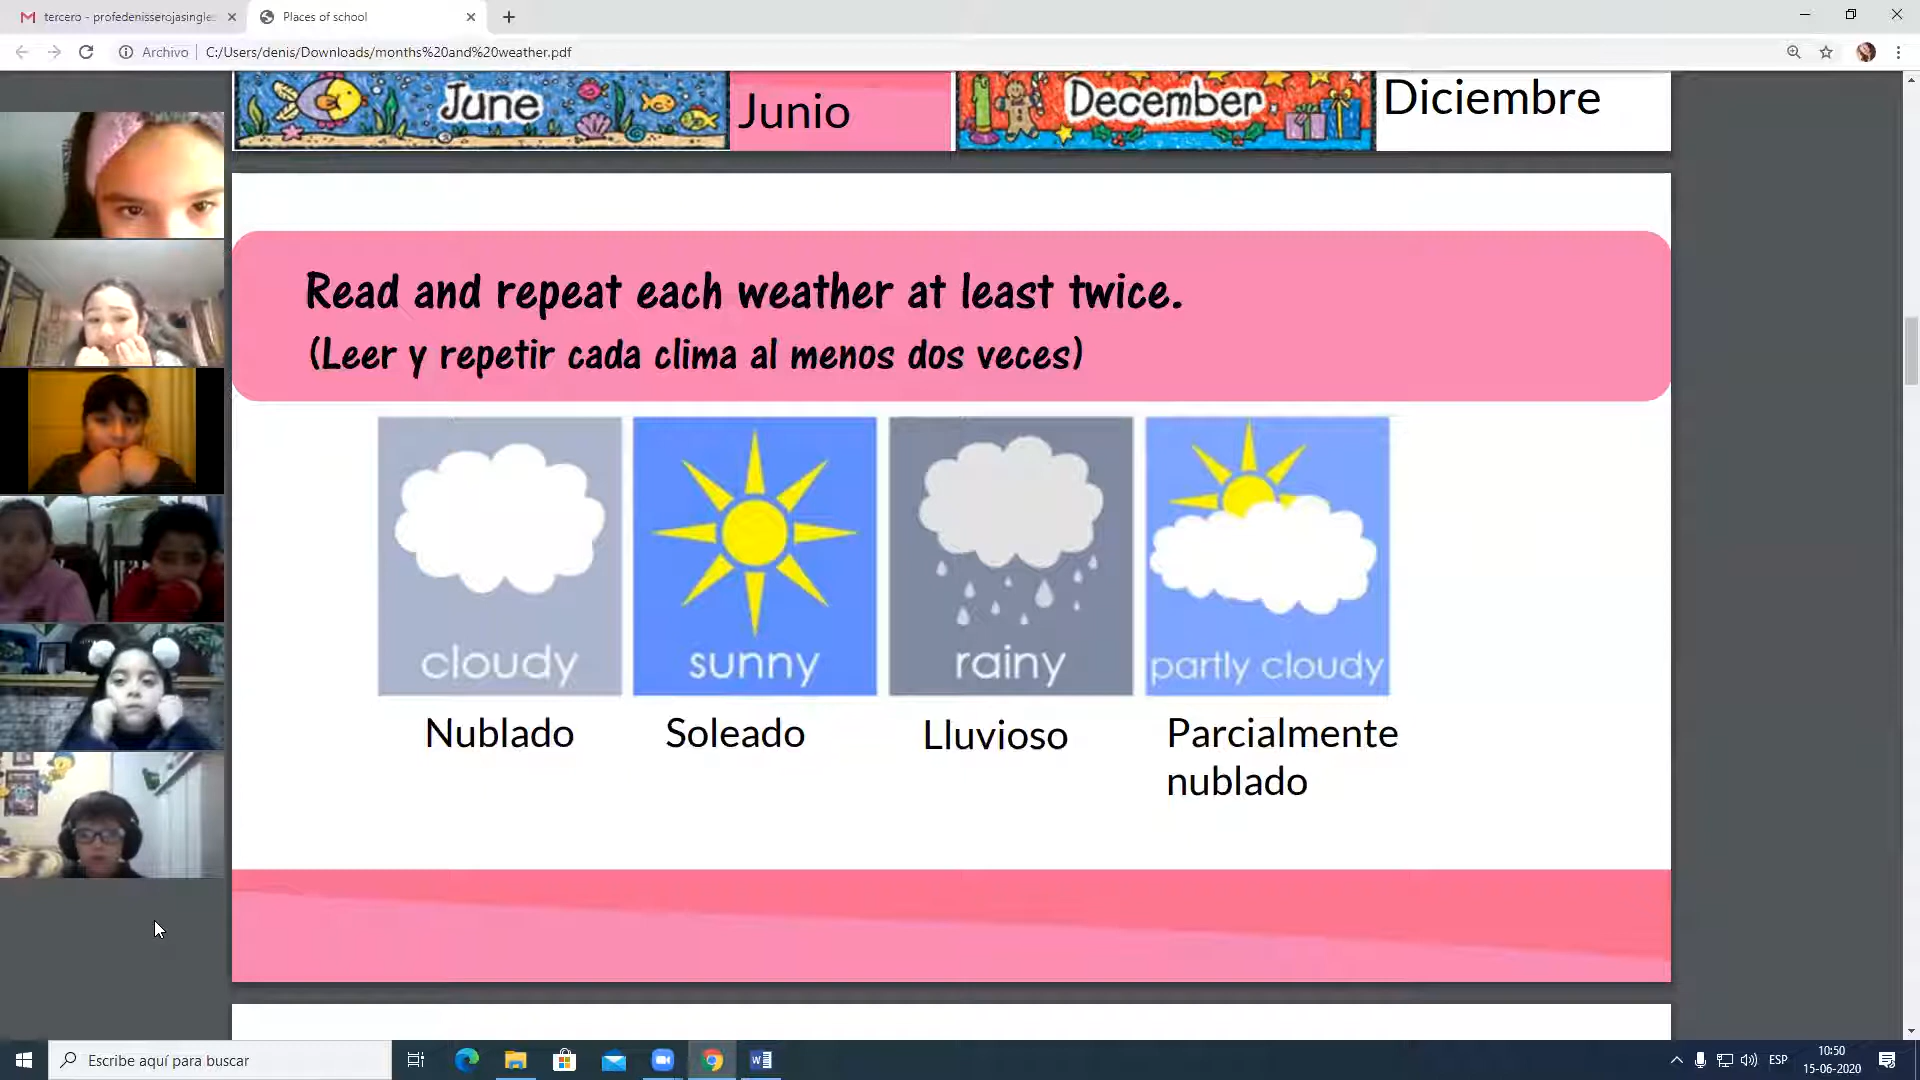 tercero - profedenisserojasingle
Places of school
Archivo
C:/Users/denis/Downloads/months%20and%20weather.pdf
June
Junio
December
Diciembre
Read and repeat each weather at least twice.
(Leer y repetir cada clima al menos dos veces)
cloudy
sunny
rainy
partly cloudy
Nublado
Soleado
Lluvioso
Parcialmente
nublado
Escribe aquí para buscar
ESP
10:50
15-06-2020